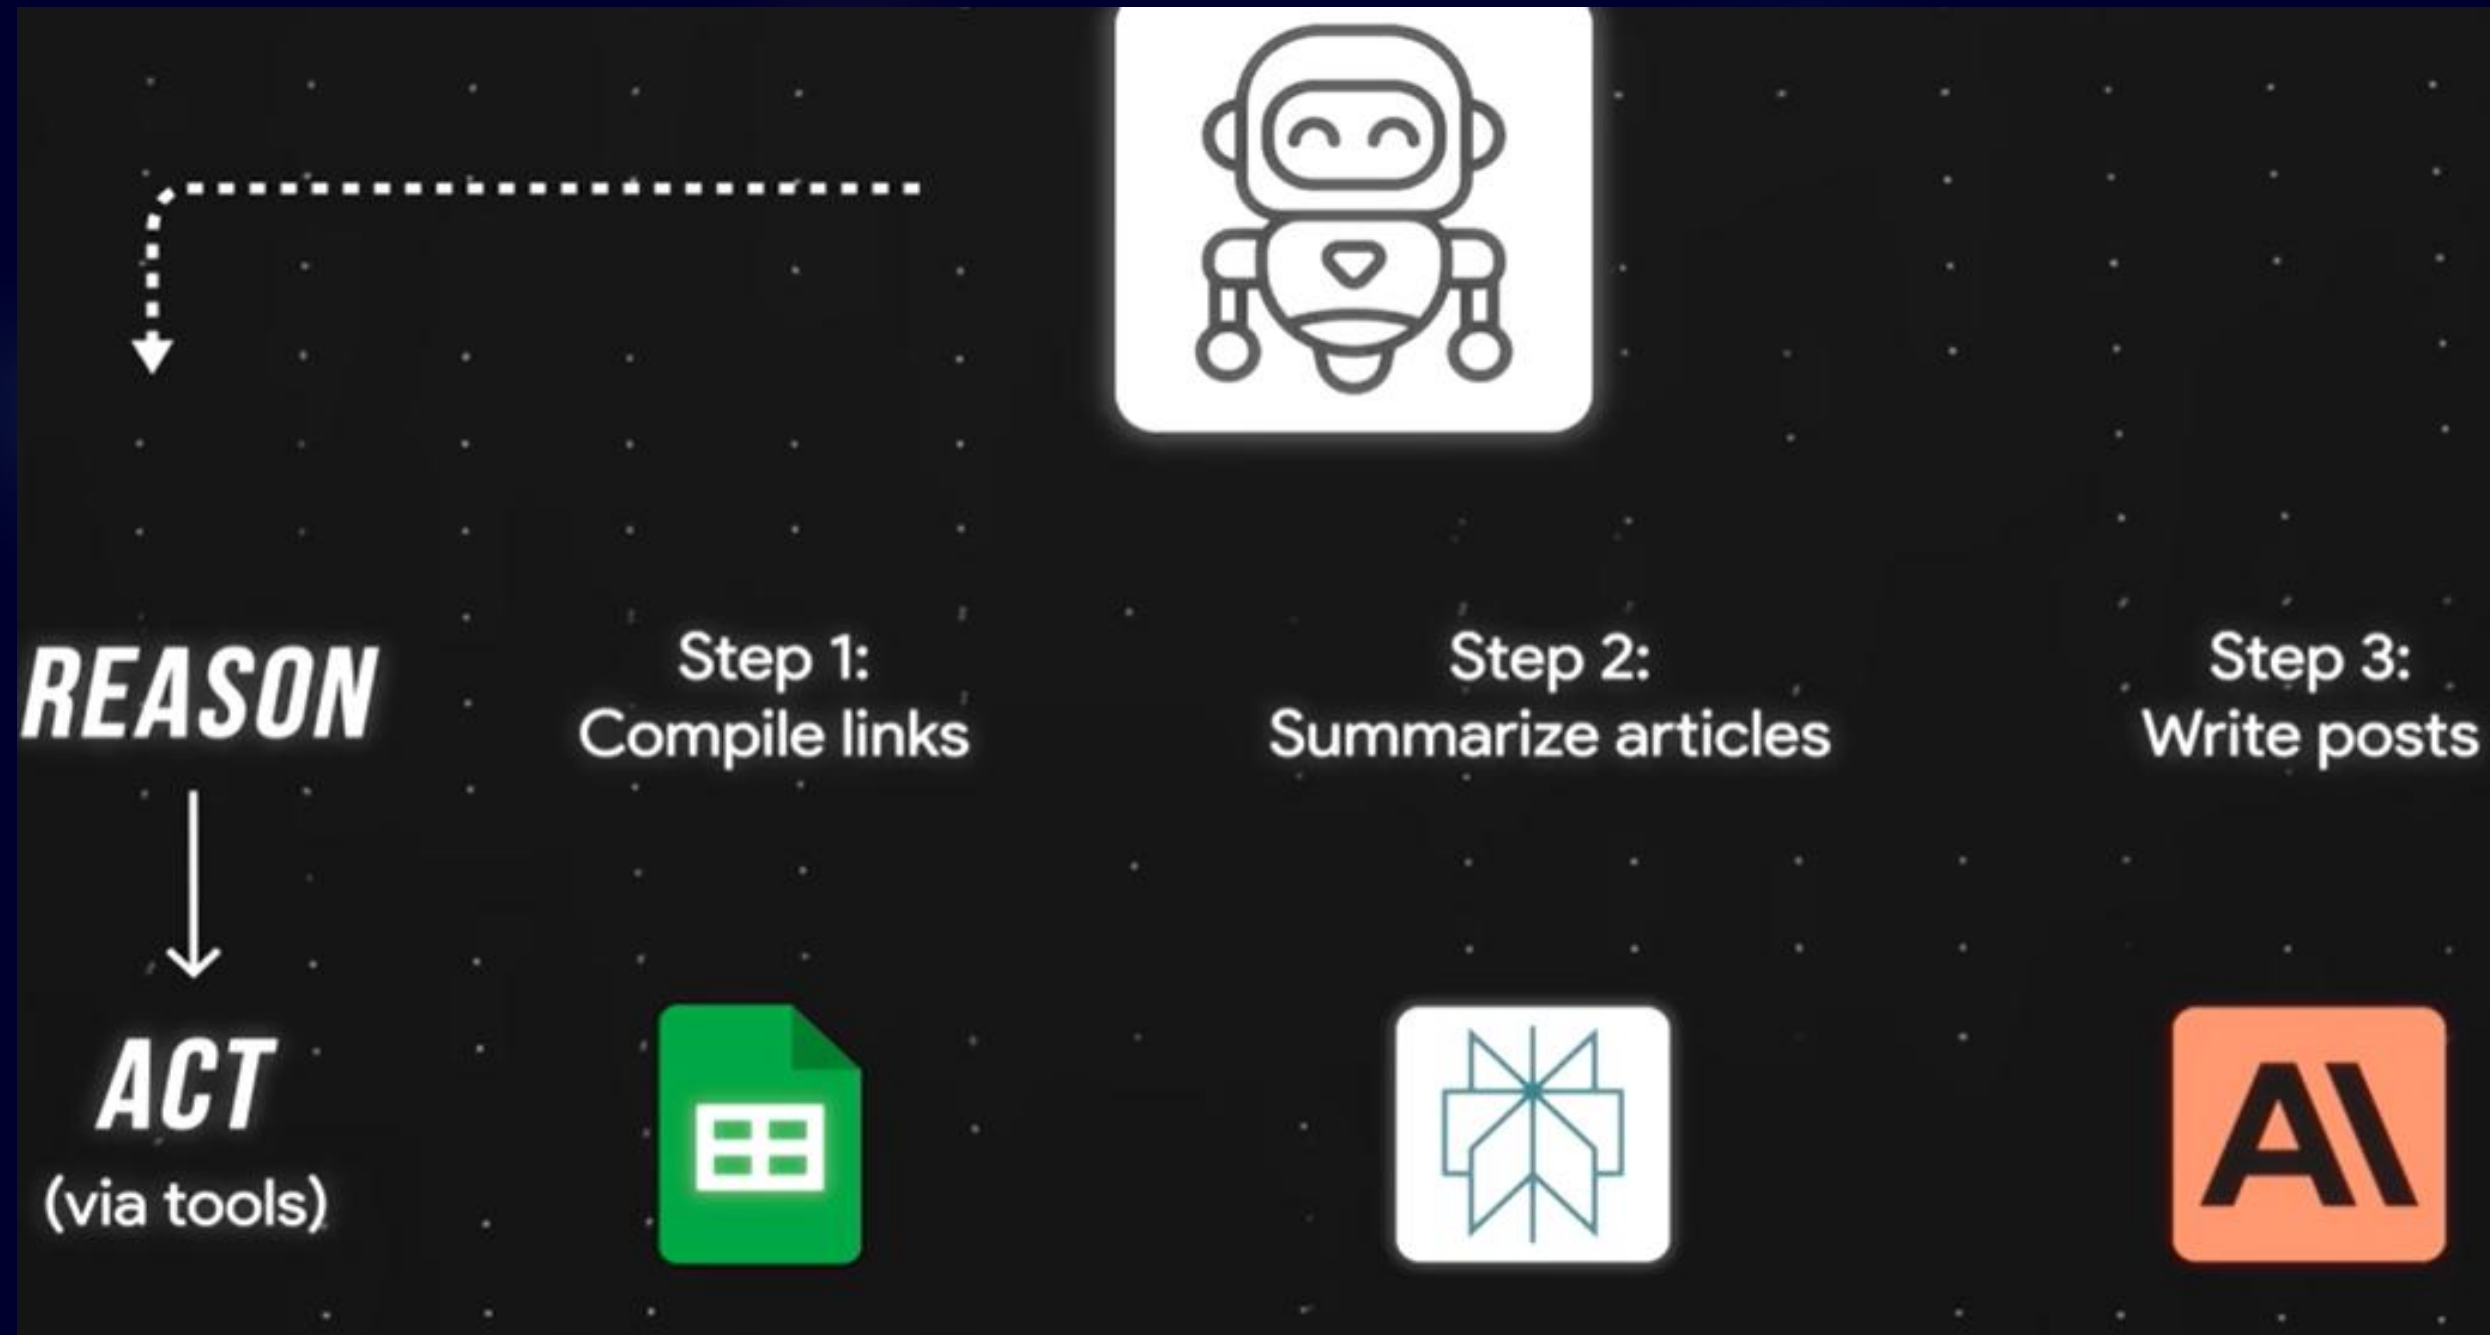 REASON
Step 1:
Compile links
Step 2:
Summarize articles
Step 3:
Write posts
ACT
(via tools)
A\